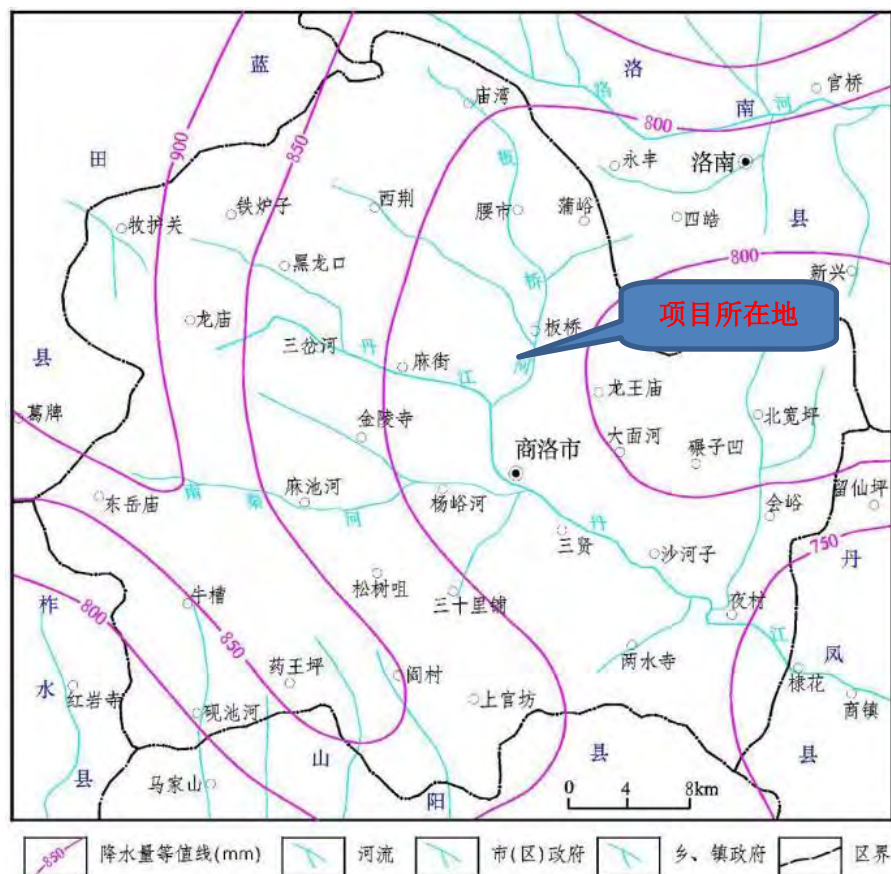 蓝
洛
官桥
庙湾
洛
南
河
900
850
800
田
板
永丰
洛南
西荆
腰市
蒲峪
四皓
县
牧护关
铁炉子
黑龙口
桥
800
新兴
项目所在地
龙庙
三岔河
丹
麻街
江
河
板桥
县
葛牌
金陵寺
龙王庙
北宽坪
大面河
碾子凹
商洛市
东岳庙
南
秦
河
麻池河
杨峪河
丹
会峪
留仙坪
三贤
沙河子
750
丹
柞
牛槽
松树咀
三十里铺
夜村
800
850
江
水
红岩寺
药王坪
阎村
两水寺
凤
棣花
商镇
砚池河
上官坊
县
马家山
山
阳
县
县
0 4 8km
850 降水量等值线(mm) 河流 市(区)政府 乡、镇政府 区界